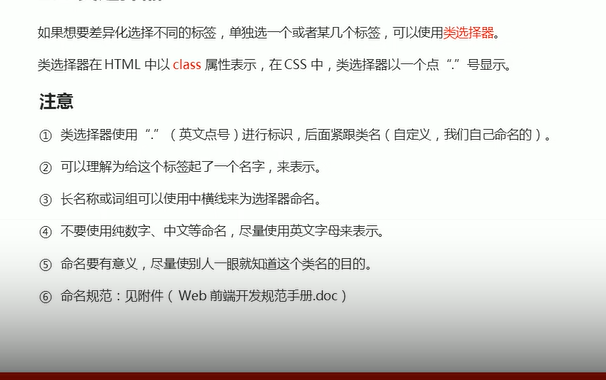 如果想要差异化选择不同的标签，单独选一个或者某几个标签，可以使用类选择器。
类选择器在 HTML 中以 class 属性表示，在 CSS 中，类选择器以一个点“.”号显示。
注意
① 类选择器使用“.”（英文点号）进行标识，后面紧跟类名（自定义，我们自己命名的）。
② 可以理解为给这个标签起了一个名字，来表示。
③ 长名称或词组可以使用中横线来为选择器命名。
④ 不要使用纯数字、中文等命名，尽量使用英文字母来表示。
⑤ 命名要有意义，尽量使别人一眼就知道这个类名的目的。
⑥ 命名规范：见附件（ Web 前端开发规范手册.doc ）